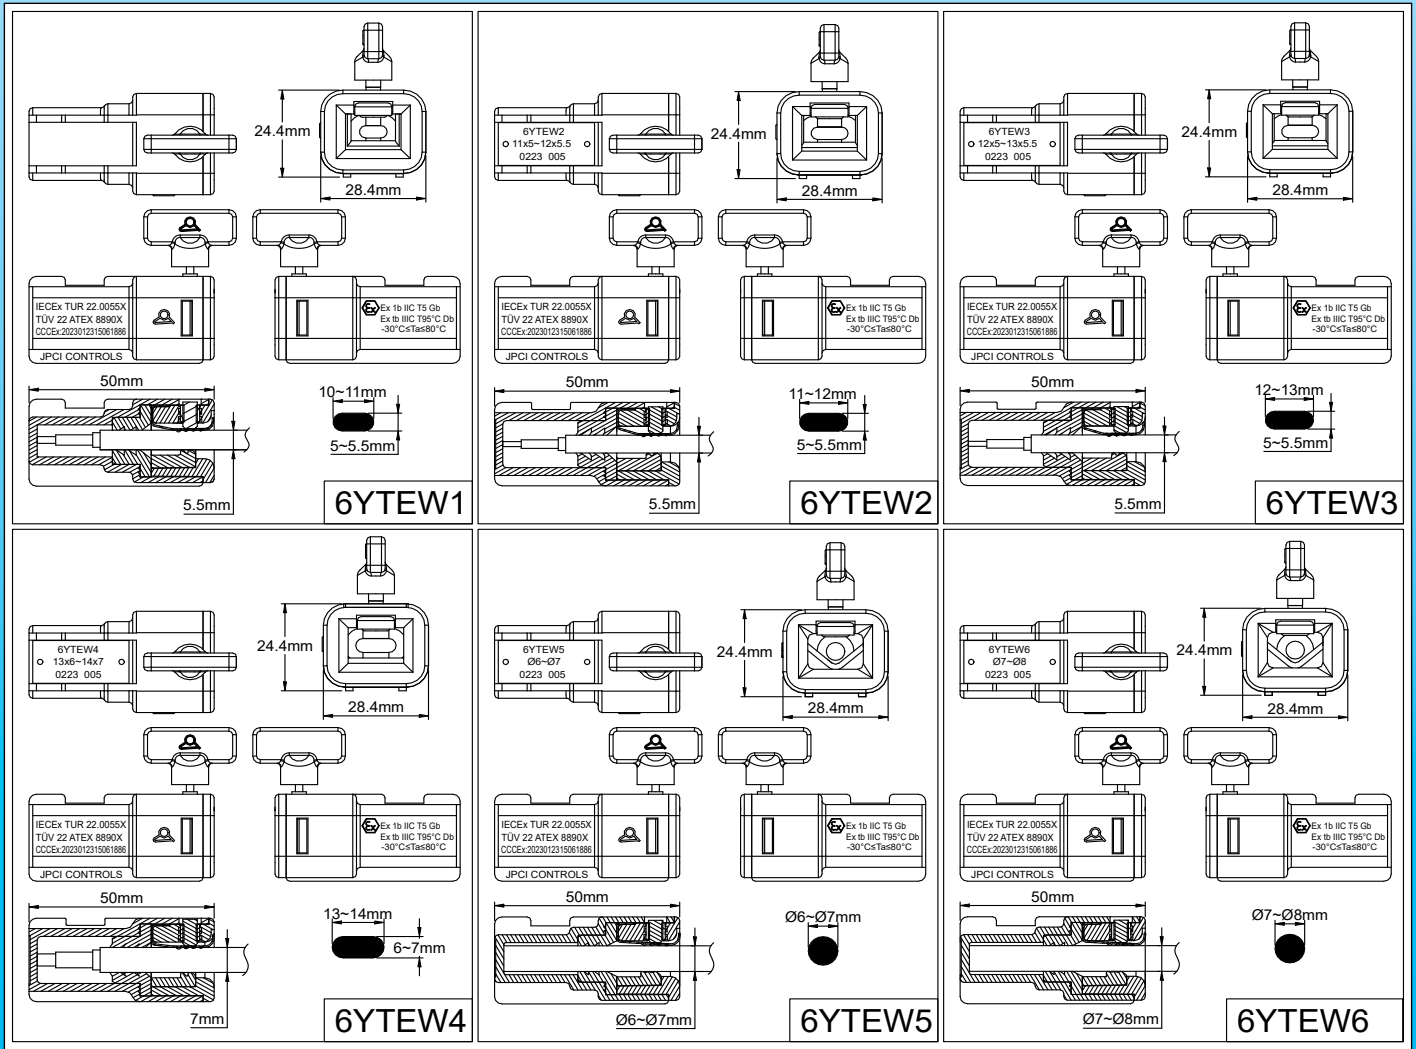 24.4mm
28.4mm
IECEx TUR 22.0055X
TÜV 22 ATEX 8890X
CCCEx:2023012315061886
JPCI CONTROLS
Ex
Ex 1b IIC T5 Gb
Ex tb IIIC T95°C Db
-30°C≤Ta≤80°C
50mm
10~11mm
5~5.5mm
5.5mm
6YTEW1
6YTEW2
11x5~12x5.5
0223 005
24.4mm
28.4mm
IECEx TUR 22.0055X
TÜV 22 ATEX 8890X
CCCEx:2023012315061886
JPCI CONTROLS
Ex
Ex 1b IIC T5 Gb
Ex tb IIIC T95°C Db
-30°C≤Ta≤80°C
50mm
11~12mm
5~5.5mm
5.5mm
6YTEW2
6YTEW3
12x5~13x5.5
0223 005
24.4mm
28.4mm
IECEx TUR 22.0055X
TÜV 22 ATEX 8890X
CCCEx:2023012315061886
JPCI CONTROLS
Ex
Ex 1b IIC T5 Gb
Ex tb IIIC T95°C Db
-30°C≤Ta≤80°C
50mm
12~13mm
5~5.5mm
5.5mm
6YTEW3
6YTEW4
13x6~14x7
0223 005
24.4mm
28.4mm
IECEx TUR 22.0055X
TÜV 22 ATEX 8890X
CCCEx:2023012315061886
JPCI CONTROLS
Ex
Ex 1b IIC T5 Gb
Ex tb IIIC T95°C Db
-30°C≤Ta≤80°C
50mm
13~14mm
6~7mm
7mm
6YTEW4
6YTEW5
Ø6~Ø7
0223 005
24.4mm
28.4mm
IECEx TUR 22.0055X
TÜV 22 ATEX 8890X
CCCEx:2023012315061886
JPCI CONTROLS
Ex
Ex 1b IIC T5 Gb
Ex tb IIIC T95°C Db
-30°C≤Ta≤80°C
50mm
Ø6~Ø7mm
Ø6~Ø7mm
6YTEW5
6YTEW6
Ø7~Ø8
0223 005
24.4mm
28.4mm
IECEx TUR 22.0055X
TÜV 22 ATEX 8890X
CCCEx:2023012315061886
JPCI CONTROLS
Ex
Ex 1b IIC T5 Gb
Ex tb IIIC T95°C Db
-30°C≤Ta≤80°C
50mm
Ø7~Ø8mm
Ø7~Ø8mm
6YTEW6